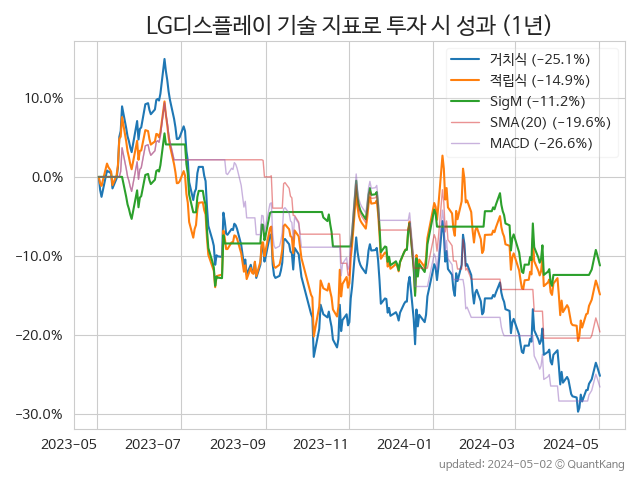 LG디스플레이 기술 지표로 투자 시 성과 (1년)
거치식 (−25.1%)
적립식 (−14.9%)
SigM (−11.2%)
SMA(20) (−19.6%)
MACD (−26.6%)
10.0%
0.0%
−10.0%
−20.0%
−30.0%
2023−05 2023−07 2023−09 2023−11 2024−01 2024−03 2024−05
updated: 2024−05−02 © QuantKang